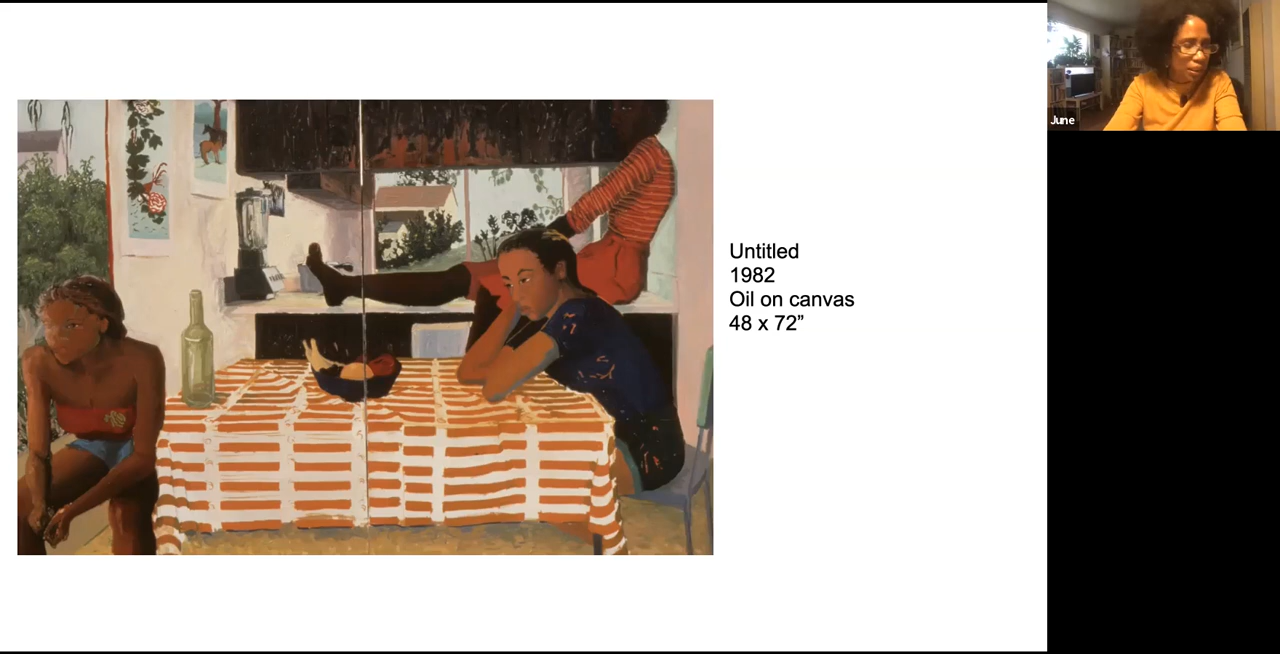 Untitled
1982
Oil on canvas
48 x 72”
June